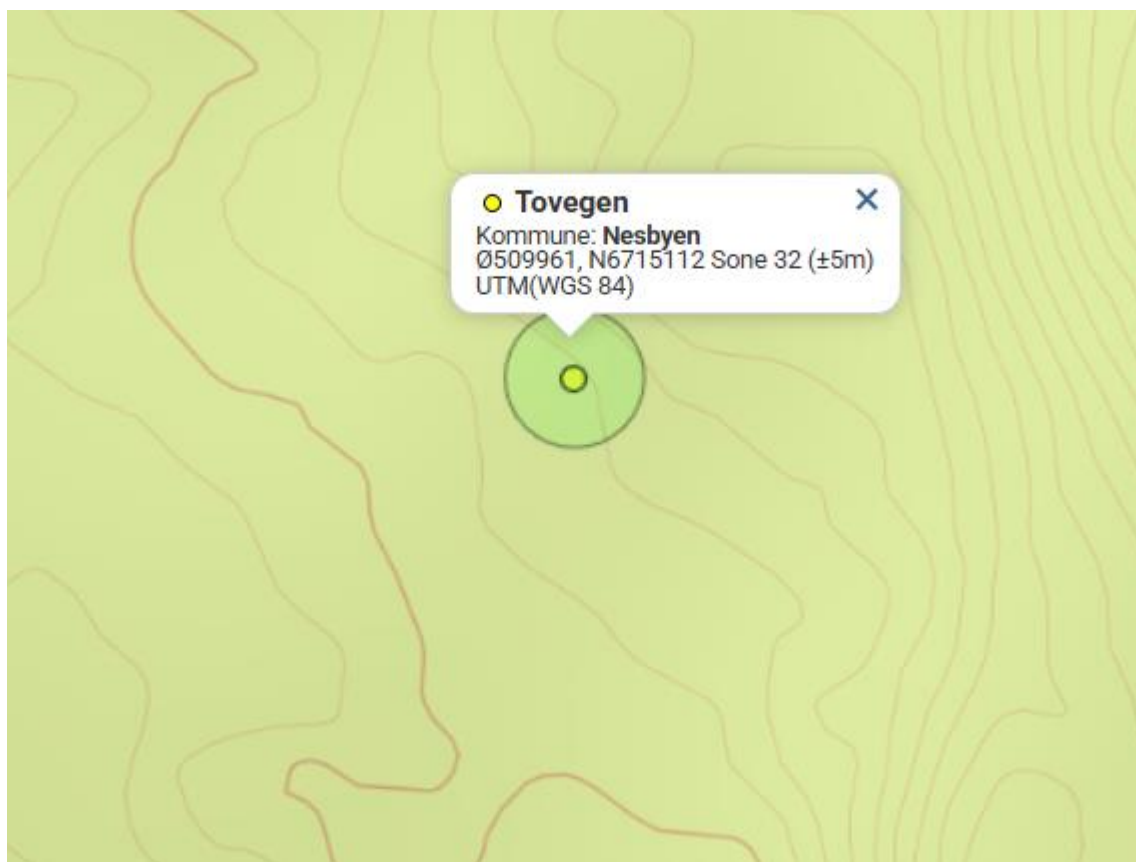 Tovegen
Kommune: Nesbyen
Ø509961, N6715112 Sone 32 (±5m)
UTM(WGS 84)